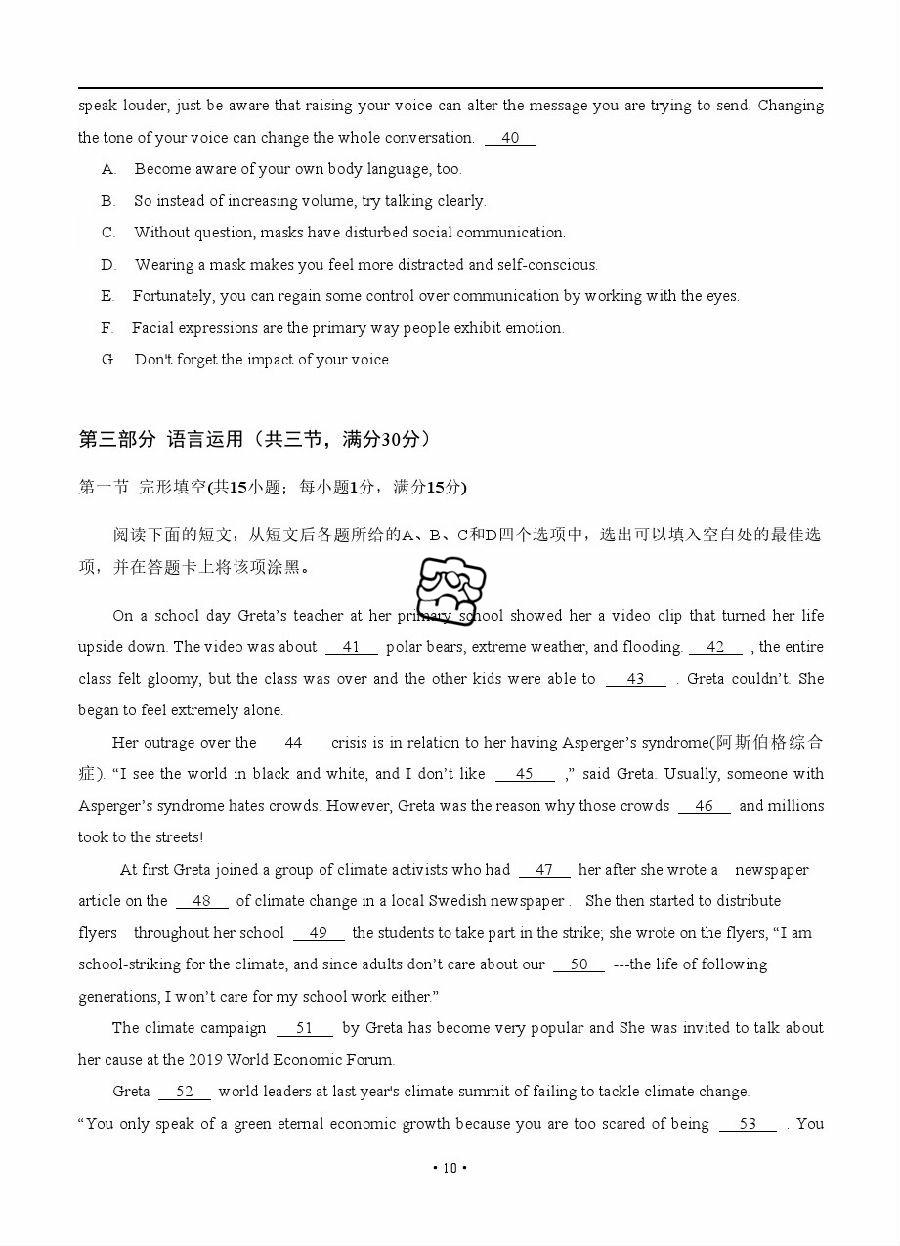 speak louder, just be aware that raising your voice can alter the message you are trying to send. Changing
the tone of your voice can change the whole conversation. 40
A. Become aware of your own body language, too.
B. So instead of increasing volume, try talking clearly.
C. Without question, masks have disturbed social communication.
D. Wearing a mask makes you feel more distracted and self-conscious.
E. Fortunately, you can regain some control over communication by working with the eyes.
F. Facial expressions are the primary way people exhibit emotion.
G Don't forget the impact of your voice
第三部分 语言运用（共三节，满分30分）
第一节 完形填空(共15小题；每小题1分，满分15分)
阅读下面的短文，从短文后各题所给的A、B、C和D四个选项中，选出可以填入空白处的最佳选
项，并在答题卡上将该项涂黑。
On a school day Greta's teacher at her primary school showed her a video clip that turned her life
upside down. The video was about 41 polar bears, extreme weather, and flooding. 42 , the entire
class felt gloomy, but the class was over and the other kids were able to 43 . Greta couldn't. She
began to feel extremely alone.
Her outrage over the 44 crisis is in relation to her having Asperger's syndrome(阿斯伯格综合
症). “I see the world in black and white, and I don't like 45 ,” said Greta. Usually, someone with
Asperger's syndrome hates crowds. However, Greta was the reason why those crowds 46 and millions
took to the streets!
At first Greta joined a group of climate activists who had 47 her after she wrote a newspaper
article on the 48 of climate change in a local Swedish newspaper . She then started to distribute
flyers throughout her school 49 the students to take part in the strike; she wrote on the flyers, “I am
school-striking for the climate, and since adults don't care about our 50 ---the life of following
generations, I won't care for my school work either.”
The climate campaign 51 by Greta has become very popular and She was invited to talk about
her cause at the 2019 World Economic Forum.
Greta 52 world leaders at last year's climate summit of failing to tackle climate change.
“You only speak of a green eternal economic growth because you are too scared of being 53 . You
• 10 •